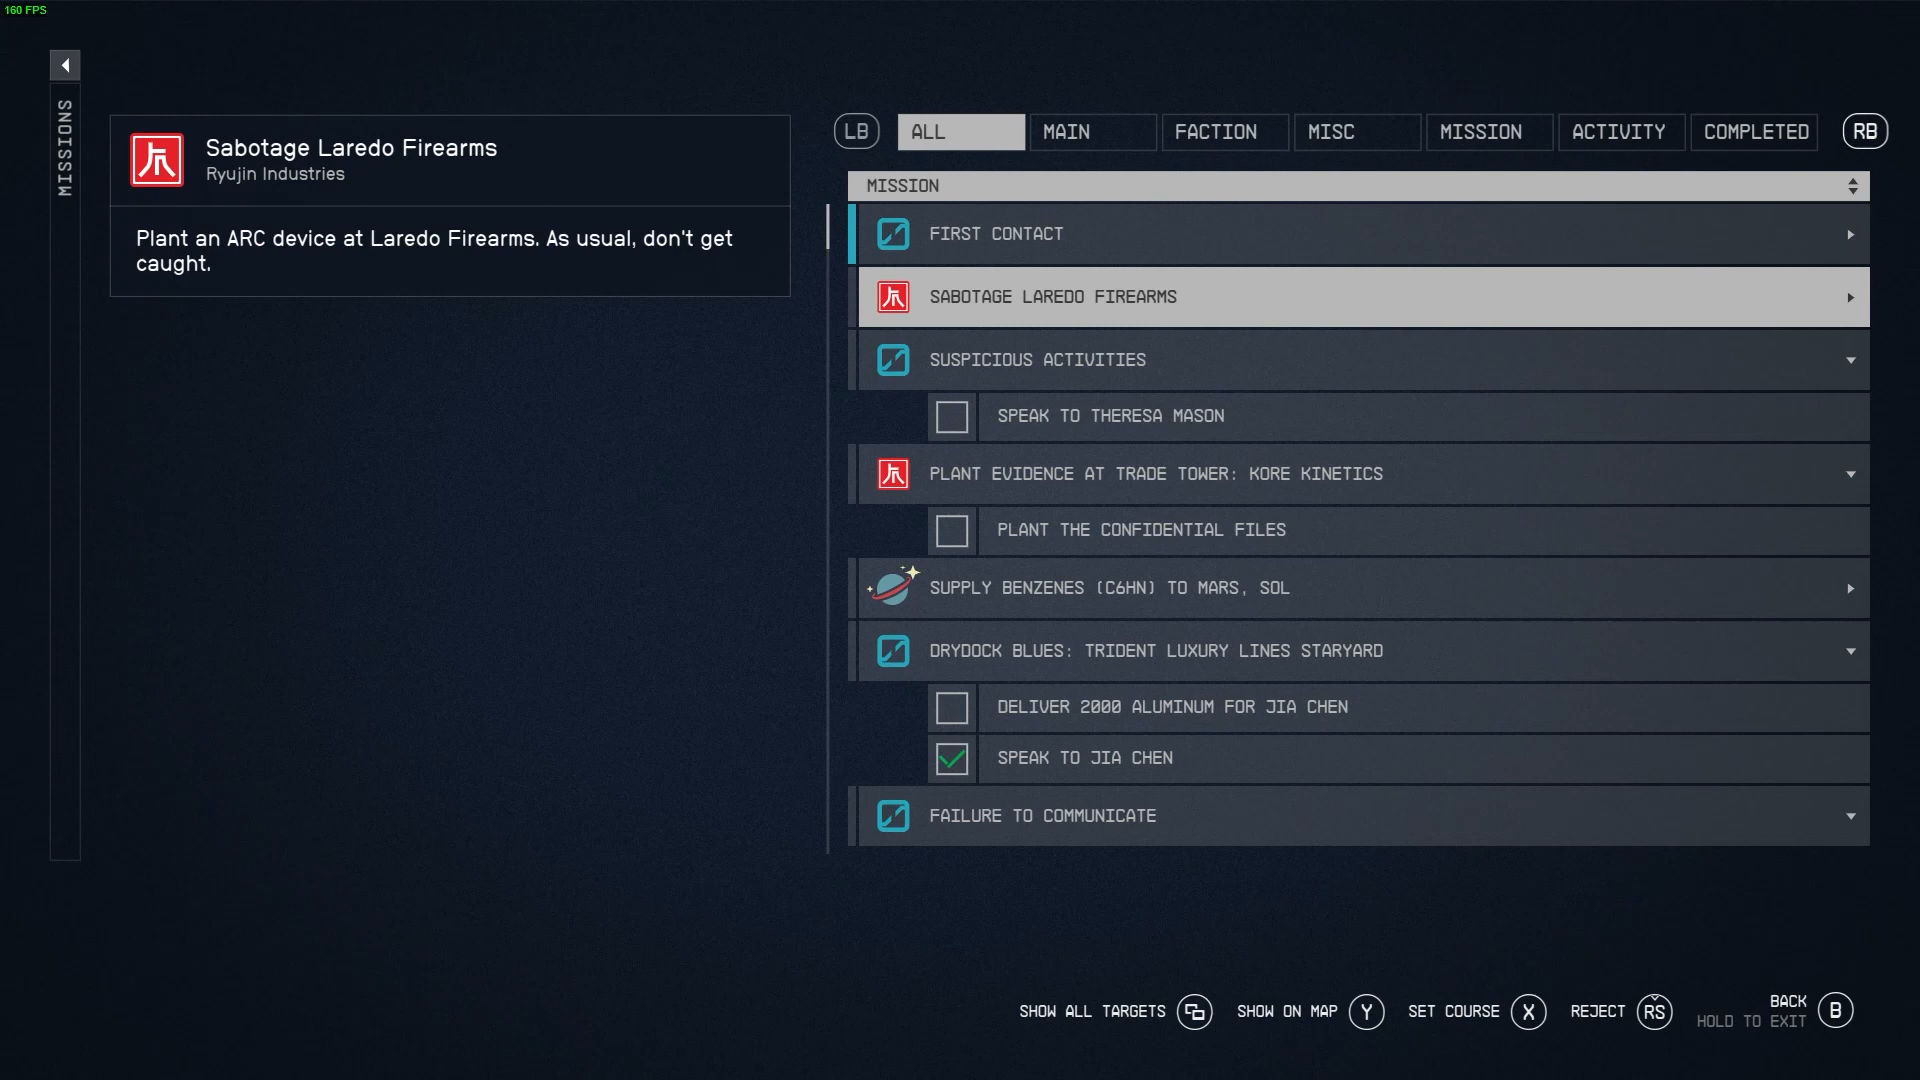 160 FPS
MISSIONS
Sabotage Laredo Firearms
Ryujin Industries
Plant an ARC device at Laredo Firearms. As usual, don't get
caught.
LB
ALL
MAIN
FACTION
MISC
MISSION
ACTIVITY
COMPLETED
RB
MISSION
FIRST CONTACT
SABOTAGE LAREDO FIREARMS
SUSPICIOUS ACTIVITIES
SPEAK TO THERESA MASON
PLANT EVIDENCE AT TRADE TOWER: KORE KINETICS
PLANT THE CONFIDENTIAL FILES
SUPPLY BENZENES (C6HN) TO MARS, SOL
DRYDOCK BLUES: TRIDENT LUXURY LINES STARYARD
DELIVER 2000 ALUMINUM FOR JIA CHEN
SPEAK TO JIA CHEN
FAILURE TO COMMUNICATE
SHOW ALL TARGETS
SHOW ON MAP
Y
SET COURSE
X
REJECT
RS
BACK
HOLD TO EXIT
B